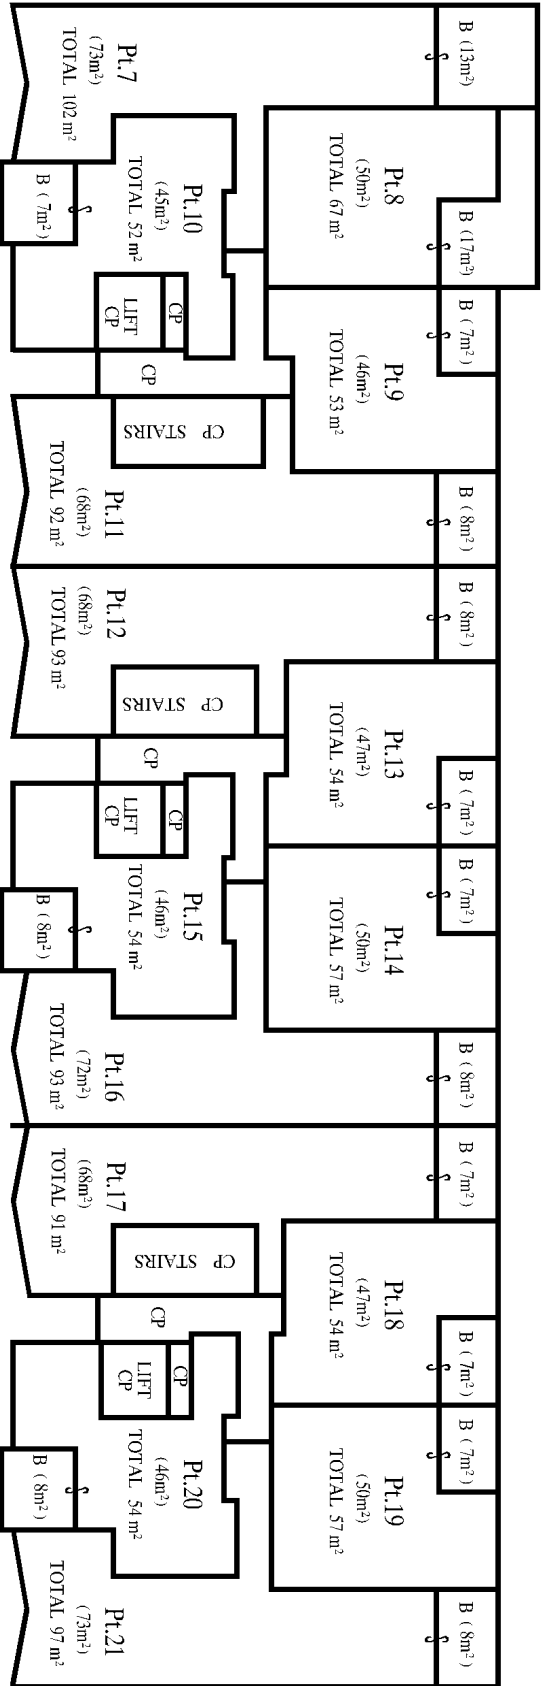 B (13m²)
Pt.7
(73m²)
TOTAL 102 m²
Pt.8
(50m²)
TOTAL 67 m²
B (17m²)
Pt.10
(45m²)
TOTAL 52 m²
B (7m²)
CP
LIFT
CP
CP
B (7m²)
Pt.9
(46m²)
TOTAL 53 m²
CP STAIRS
B (8m²)
Pt.11
(68m²)
TOTAL 92 m²
B (8m²)
Pt.12
(68m²)
TOTAL 93 m²
CP STAIRS
CP
Pt.13
(47m²)
TOTAL 54 m²
B (7m²)
CP
LIFT
CP
B (7m²)
Pt.14
(50m²)
TOTAL 57 m²
Pt.15
(46m²)
TOTAL 54 m²
B (8m²)
B (8m²)
Pt.16
(72m²)
TOTAL 93 m²
B (7m²)
Pt.17
(68m²)
TOTAL 91 m²
CP STAIRS
CP
Pt.18
(47m²)
TOTAL 54 m²
B (7m²)
CP
LIFT
CP
B (7m²)
Pt.19
(50m²)
TOTAL 57 m²
Pt.20
(46m²)
TOTAL 54 m²
B (8m²)
B (8m²)
Pt.21
(73m²)
TOTAL 97 m²